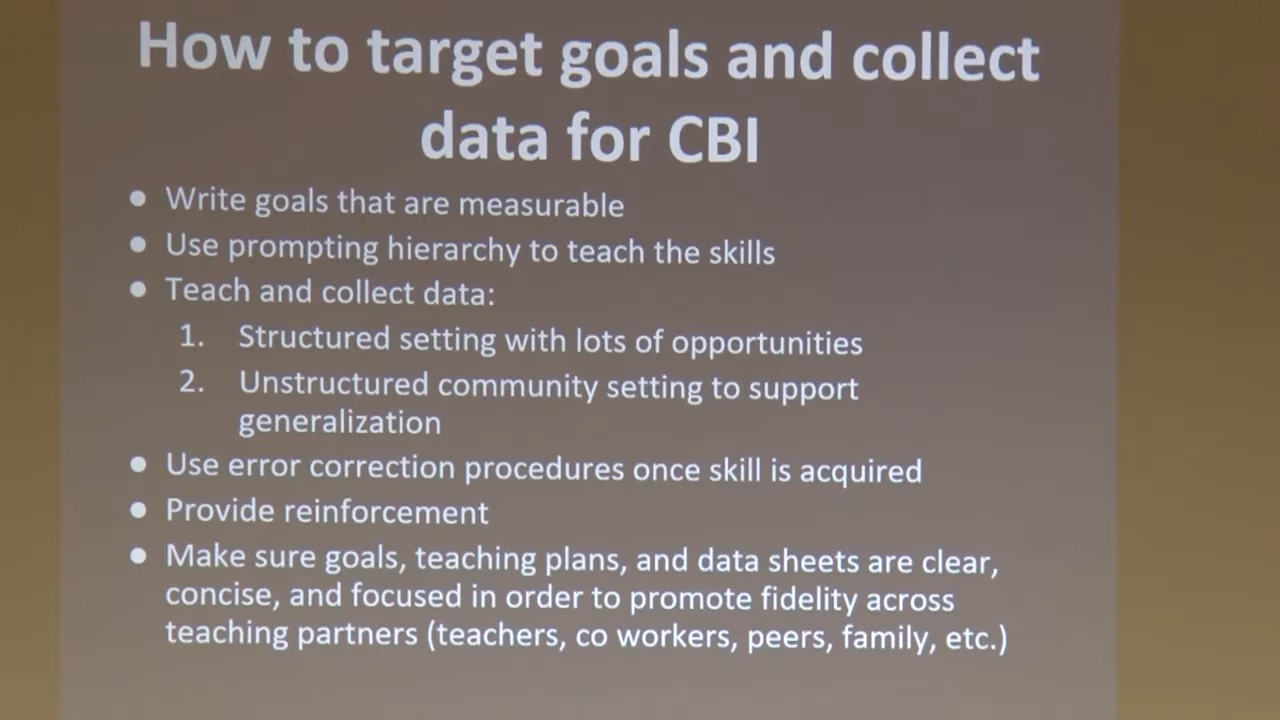 How to target goals and collect
data for CBI
● Write goals that are measurable
● Use prompting hierarchy to teach the skills
● Teach and collect data:
1. Structured setting with lots of opportunities
2. Unstructured community setting to support
generalization
● Use error correction procedures once skill is acquired
● Provide reinforcement
● Make sure goals, teaching plans, and data sheets are clear,
concise, and focused in order to promote fidelity across
teaching partners (teachers, co workers, peers, family, etc.)